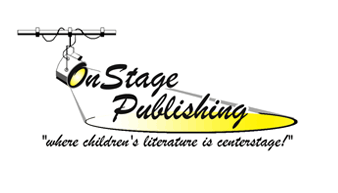 OnStage
Publishing
"where children's literature is centerstage!"